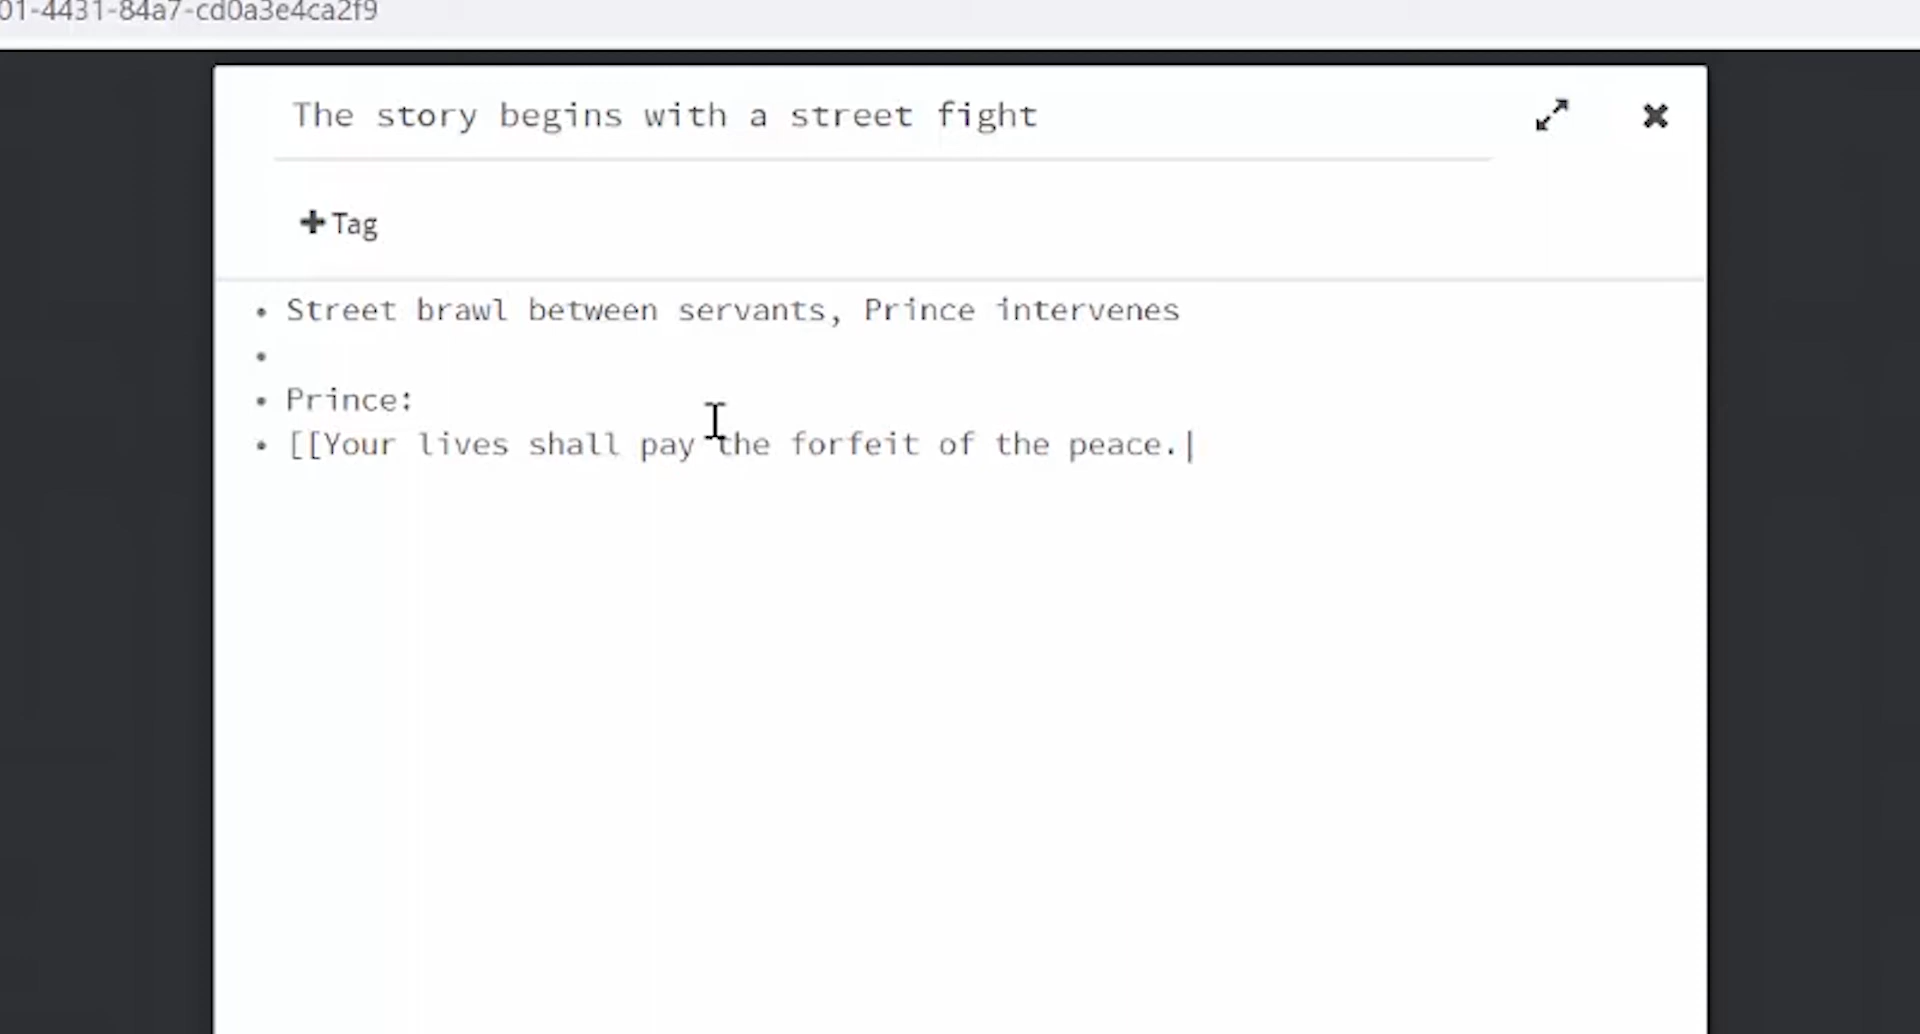 01-4431-84a7-cd0a3e4ca2f9
The story begins with a street fight
+Tag
• Street brawl between servants, Prince intervenes
•
• Prince:
• [[Your lives shall pay the forfeit of the peace.